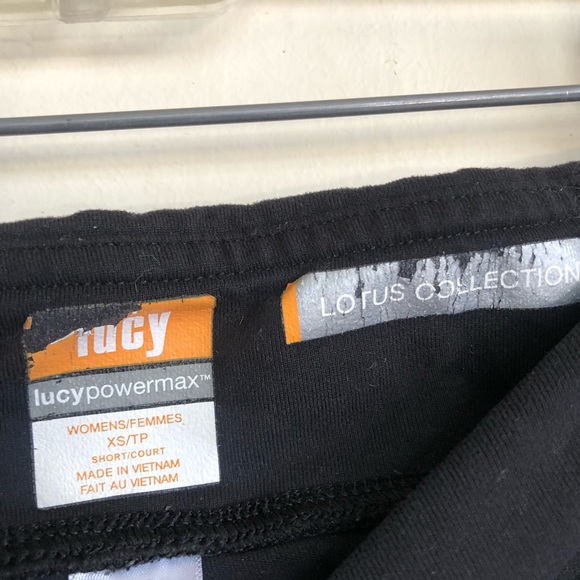 lucy
lucypowermax™
WOMENS/FEMMES
XS/TP
SHORT/COURT
MADE IN VIETNAM
FAIT AU VIETNAM
LOTUS COLLECTION